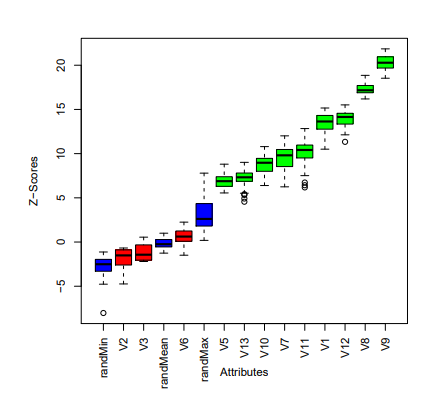 Z−Scores
20
15
10
5
0
−5
randMin
V2
V3
randMean
V6
randMax
V5
V13
V10
V7
V11
V1
V12
V8
V9
Attributes